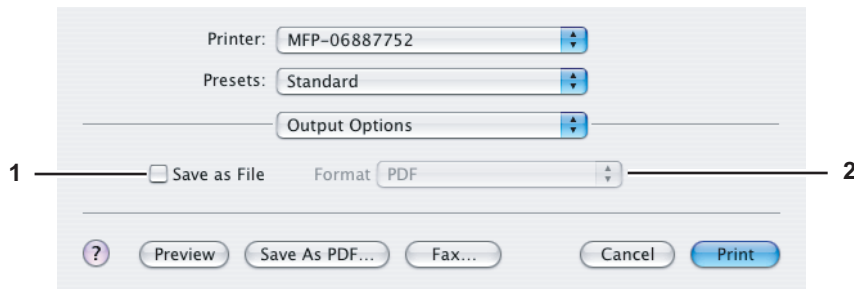 Printer: MFP-06887752
Presets: Standard
Output Options
1 Save as File Format PDF 2
? Preview Save As PDF... Fax... Cancel Print